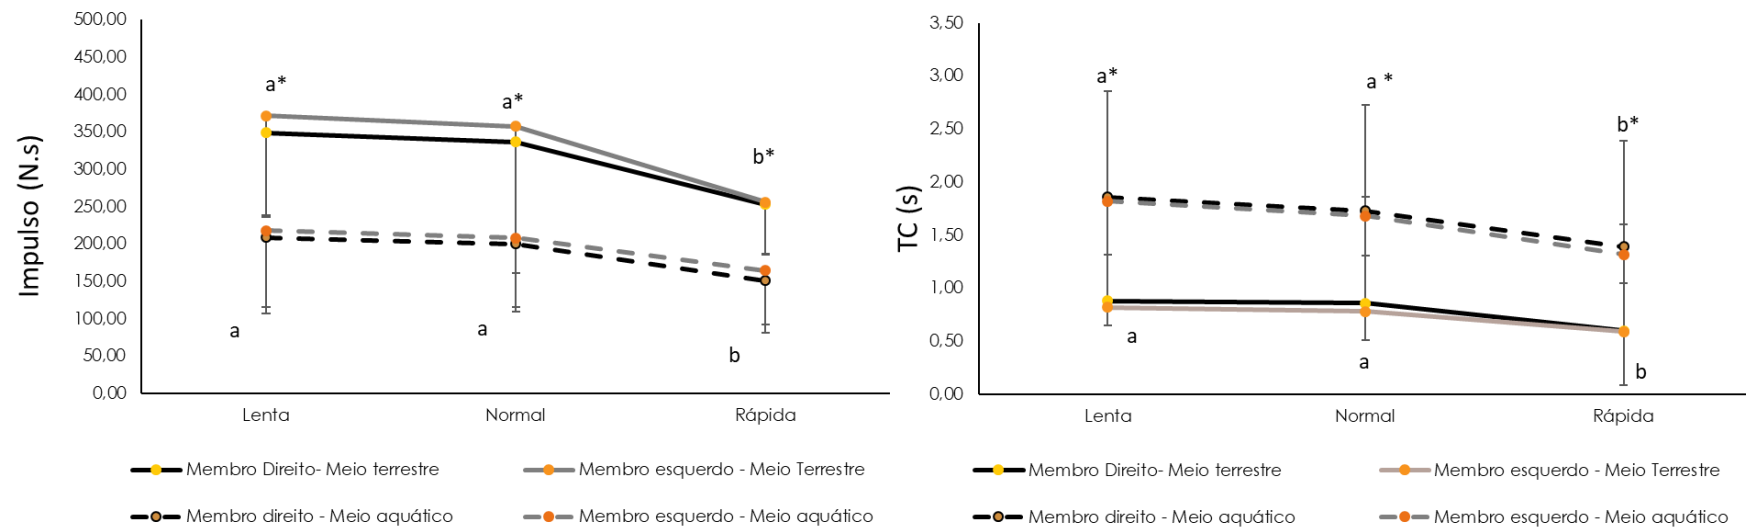 Impulso (N.s)
500,00
450,00
400,00
350,00
300,00
250,00
200,00
150,00
100,00
50,00
0,00
a*
a*
b*
a
a
b
Lenta
Normal
Rápida
Membro Direito- Meio terrestre
Membro esquerdo - Meio Terrestre
Membro direito - Meio aquático
Membro esquerdo - Meio aquático
TC (s)
3,50
3,00
2,50
2,00
1,50
1,00
0,50
0,00
a*
a *
b*
a
a
b
Lenta
Normal
Rápida
Membro Direito- Meio terrestre
Membro esquerdo - Meio Terrestre
Membro direito - Meio aquático
Membro esquerdo - Meio aquático